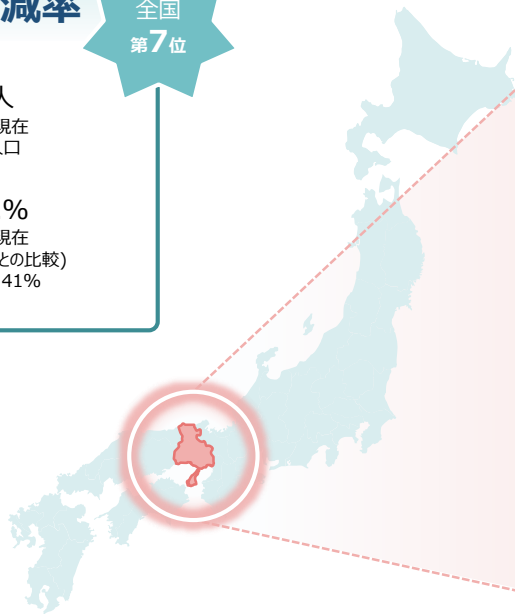 減率
全国
第7位
人
現在
人口
%
現在
との比較)
41%